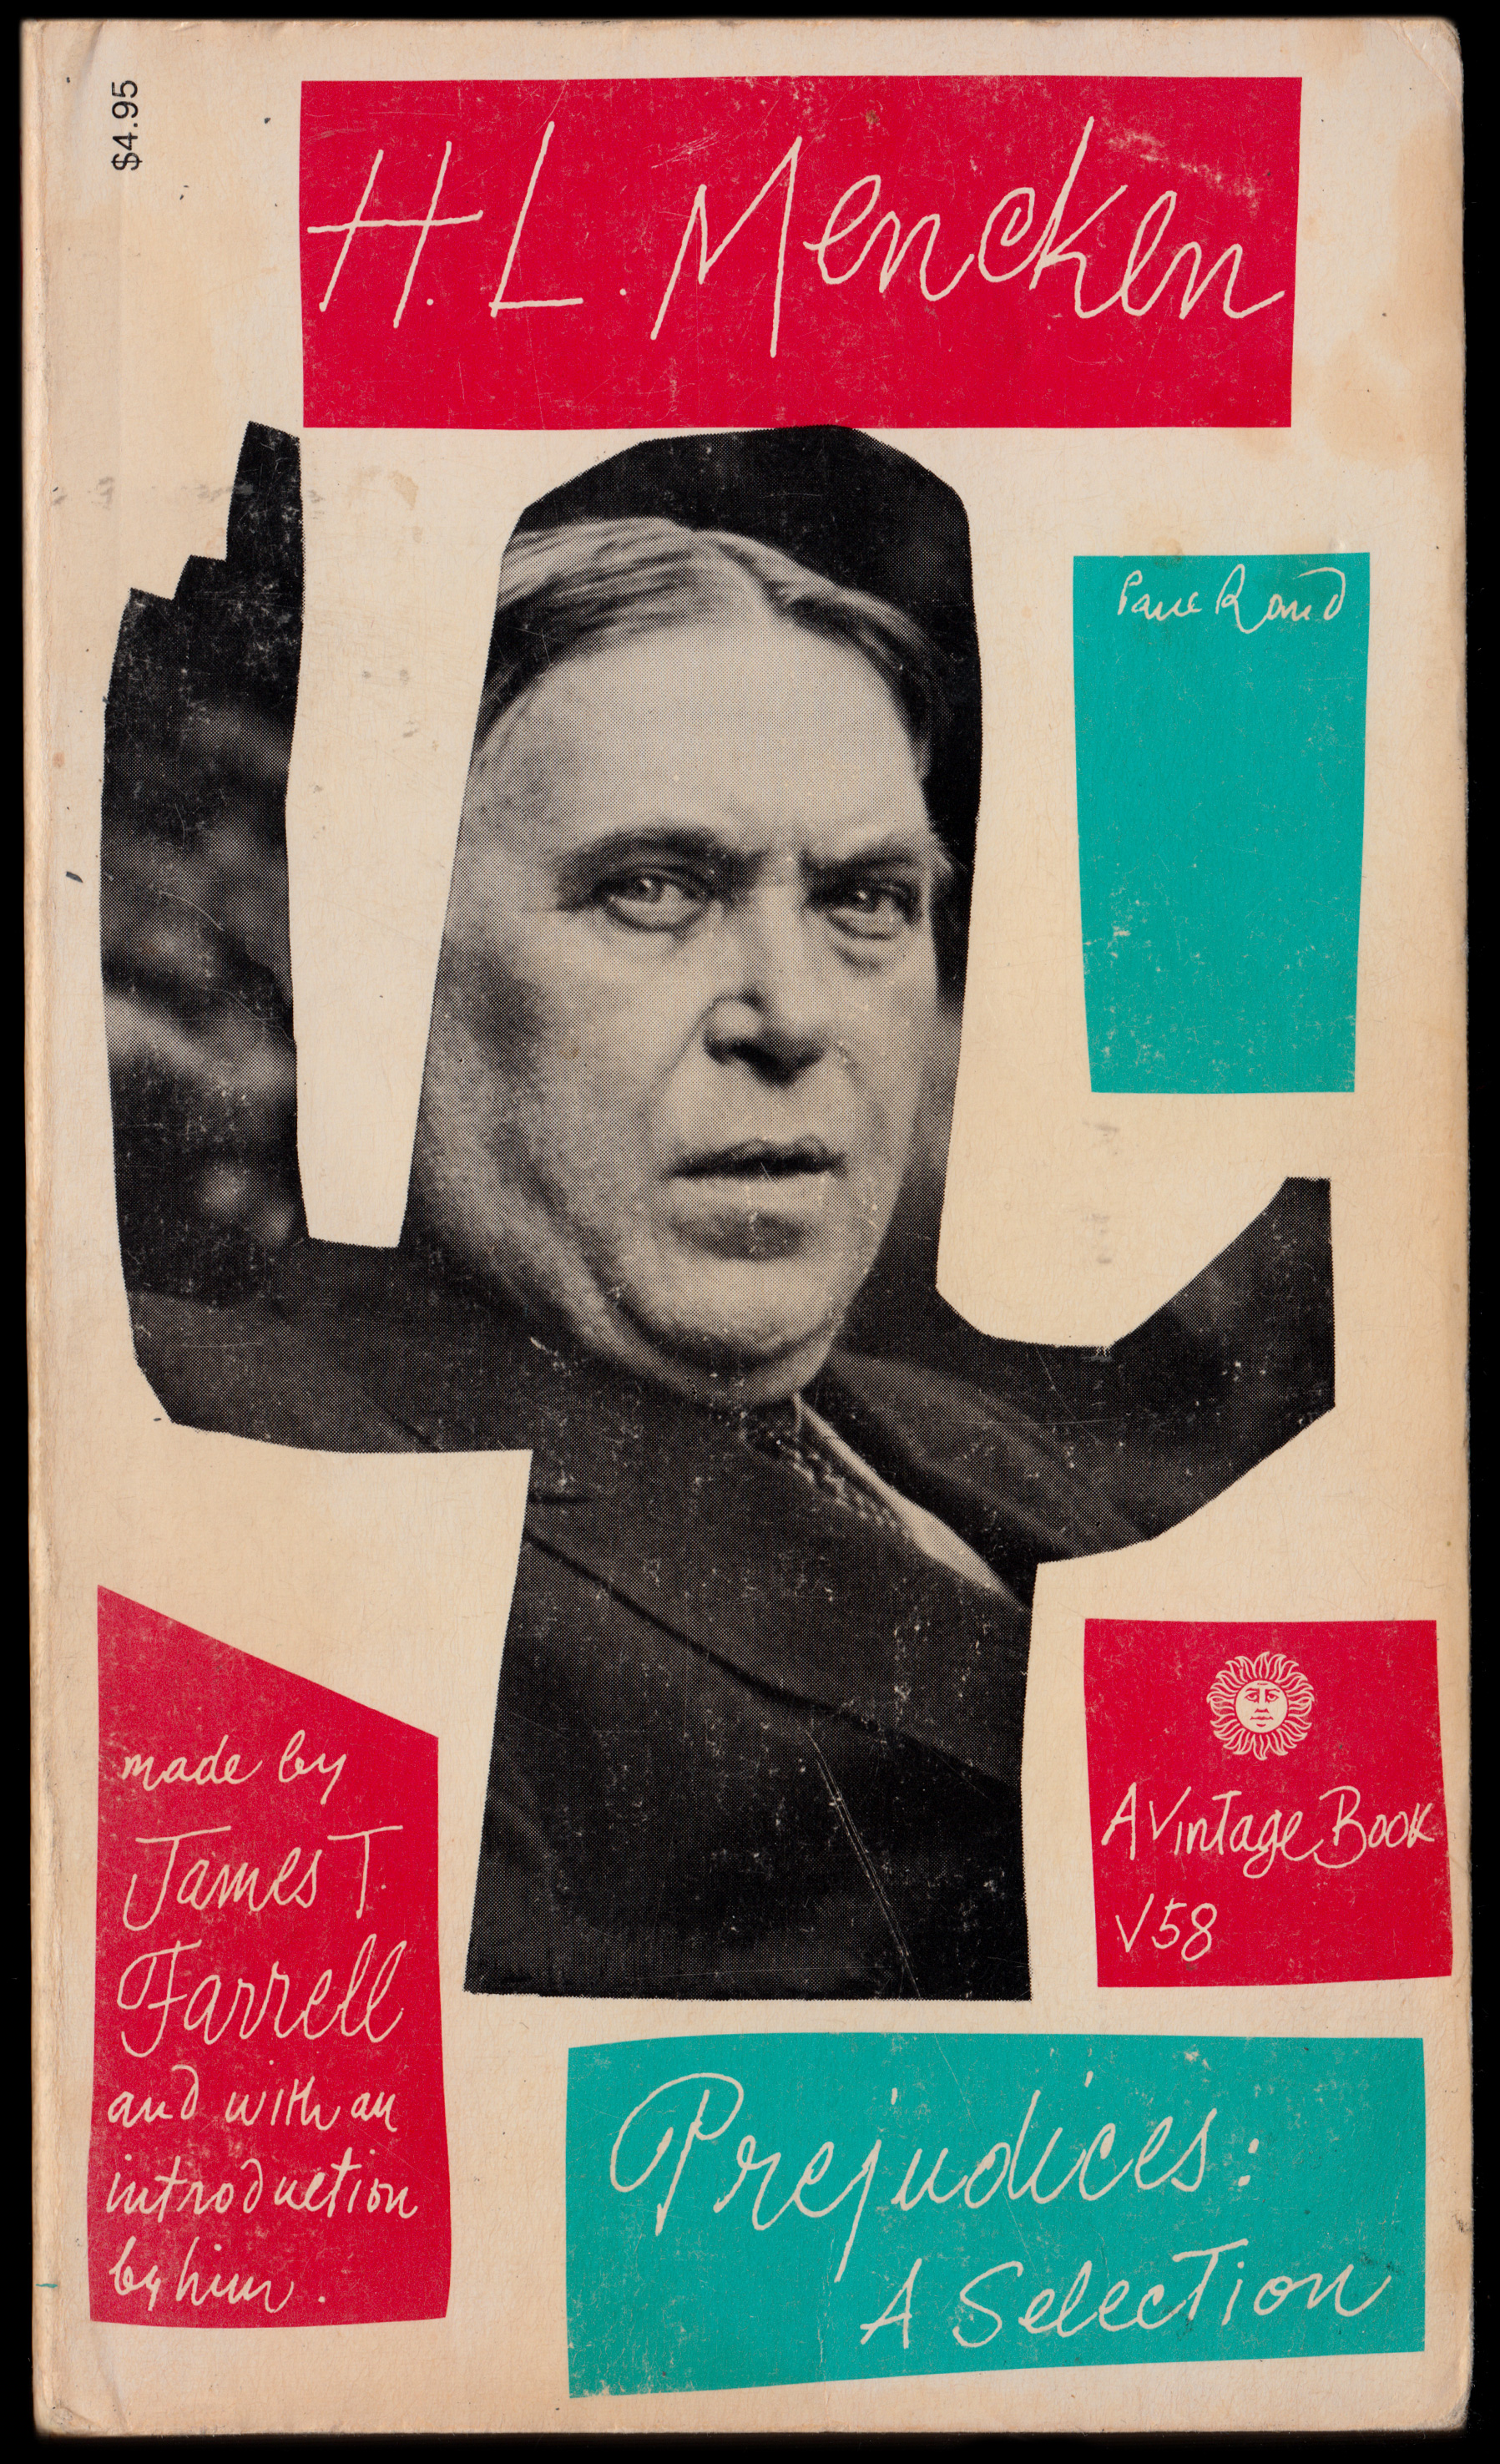 $4.95
H. L. Mencken
Paul Rand
made by
James T.
Farrell
and with an
introduction
by him.
A Vintage Book
V58
Prejudices:
A Selection